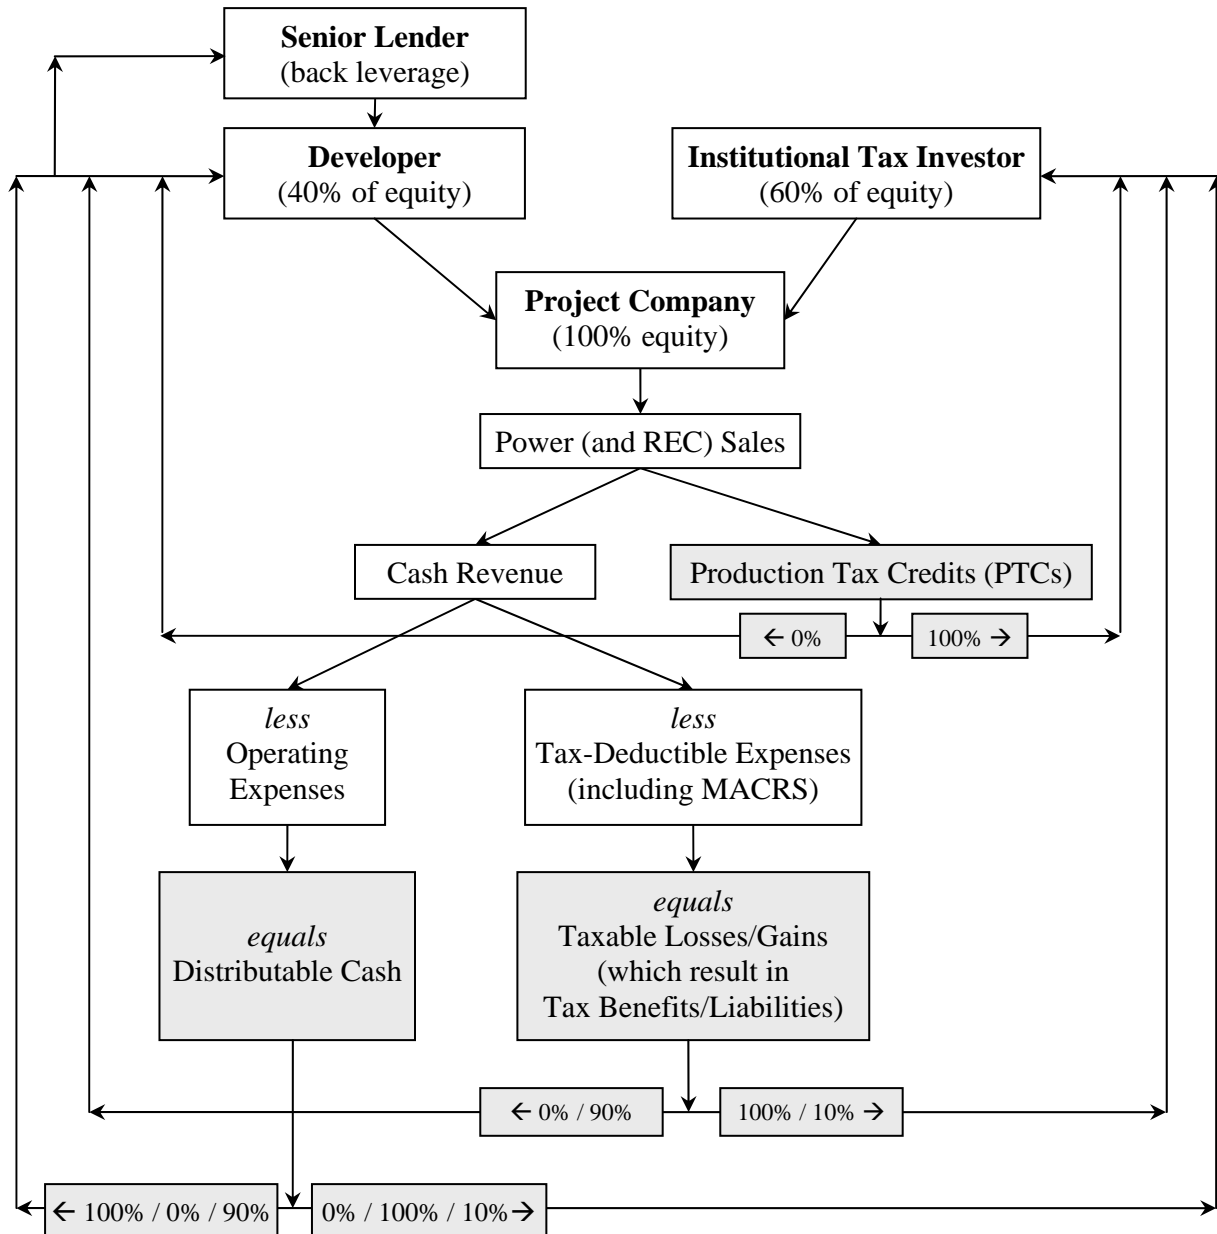 Senior Lender
(back leverage)
Developer
(40% of equity)
Institutional Tax Investor
(60% of equity)
Project Company
(100% equity)
Power (and REC) Sales
Cash Revenue
Production Tax Credits (PTCs)
← 0%
100% →
less
Operating
Expenses
less
Tax-Deductible Expenses
(including MACRS)
equals
Distributable Cash
equals
Taxable Losses/Gains
(which result in
Tax Benefits/Liabilities)
← 0% / 90%
100% / 10% →
← 100% / 0% / 90%
0% / 100% / 10%→